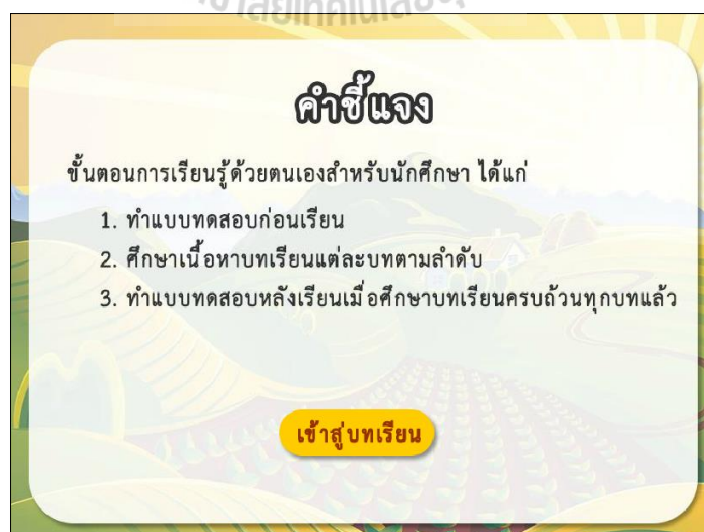 คำชี้แจง
ขั้นตอนการเรียนรู้ด้วยตนเองสำหรับนักศึกษา ได้แก่
1. ทำแบบทดสอบก่อนเรียน
2. ศึกษาเนื้อหาบทเรียนแต่ละบทตามลำดับ
3. ทำแบบทดสอบหลังเรียนเมื่อศึกษาบทเรียนครบถ้วนทุกบทแล้ว
เข้าสู่บทเรียน